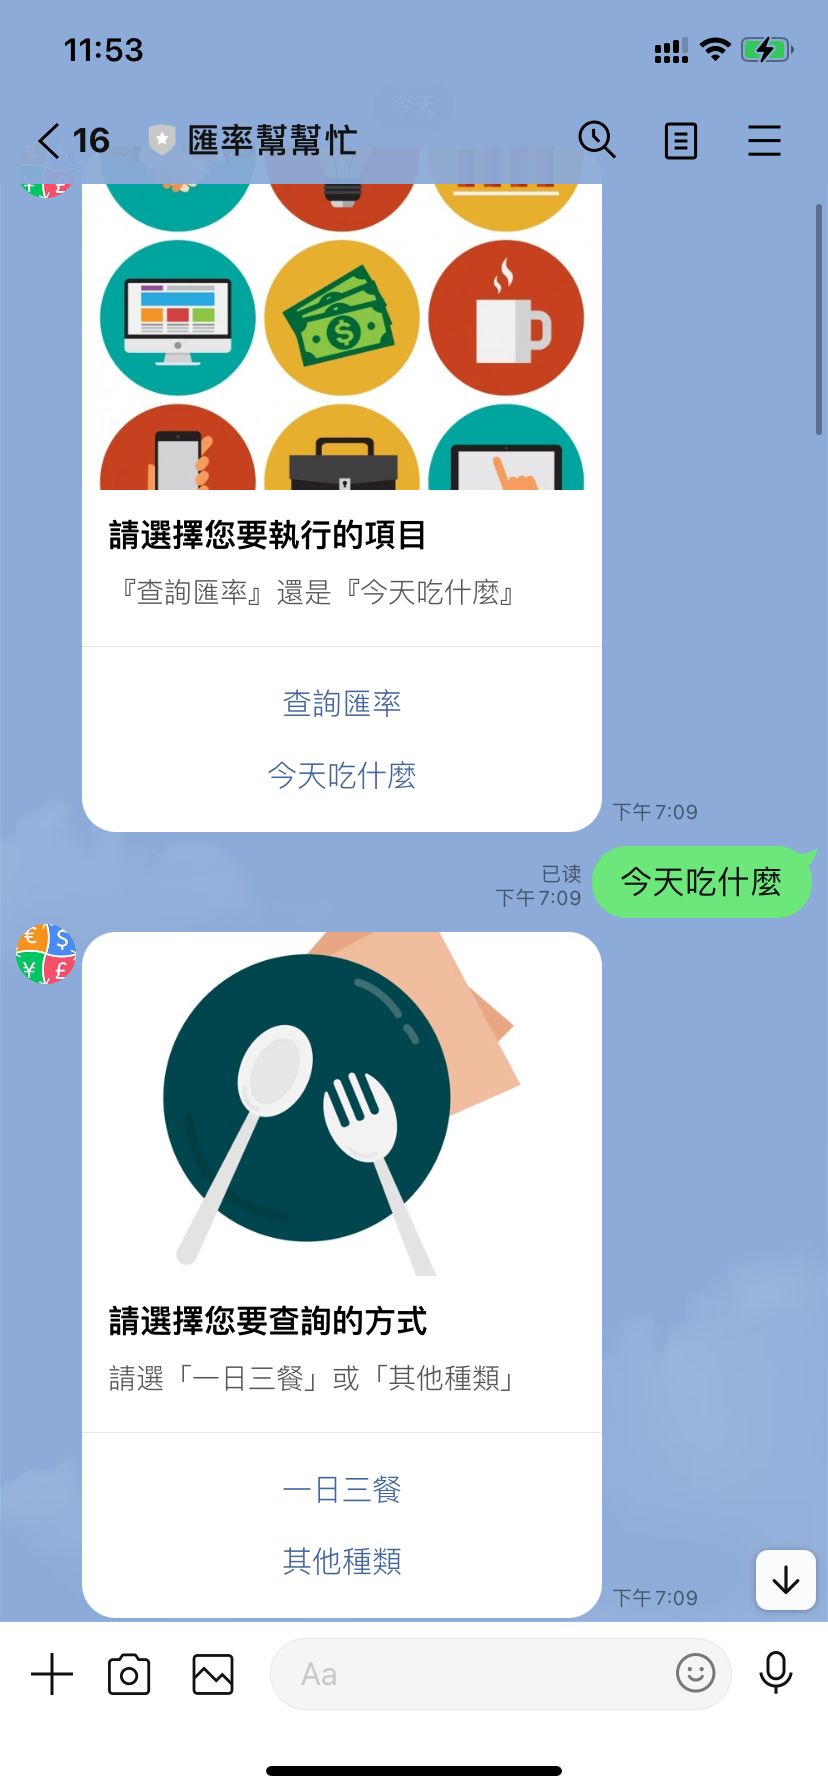 11:53
今天
16 匯率幫幫忙
請選擇您要執行的項目
『查詢匯率』還是『今天吃什麼』
查詢匯率
今天吃什麼
下午 7:09
已读
下午 7:09
今天吃什麼
€ $
¥ £
請選擇您要查詢的方式
請選「一日三餐」或「其他種類」
一日三餐
其他種類
下午 7:09
Aa